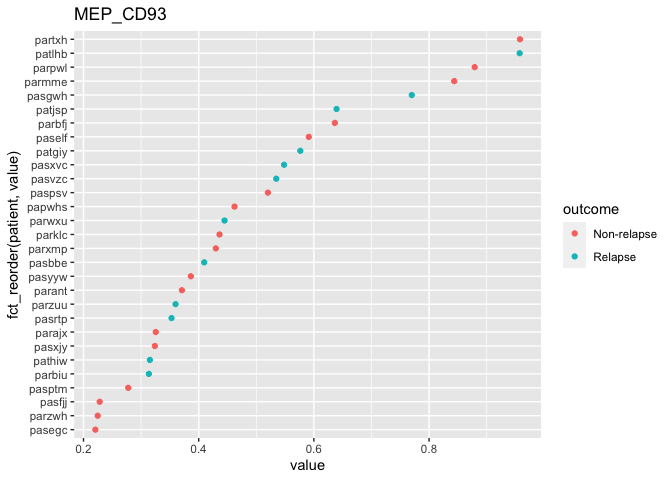 MEP_CD93
fct_reorder(patient, value)
partxh
patlhb
parpwl
parmme
pasgwh
patjsp
parbfj
paself
patgiy
pasxvc
pasvzc
paspsv
papwhs
parwxu
parklc
parxmp
pasbbe
pasyyw
parant
parzuu
pasrtp
parajx
pasxjy
pathiw
parbiu
pasptm
pasfjj
parzwh
pasegc
0.2 0.4 0.6 0.8
value
outcome
Non-relapse
Relapse